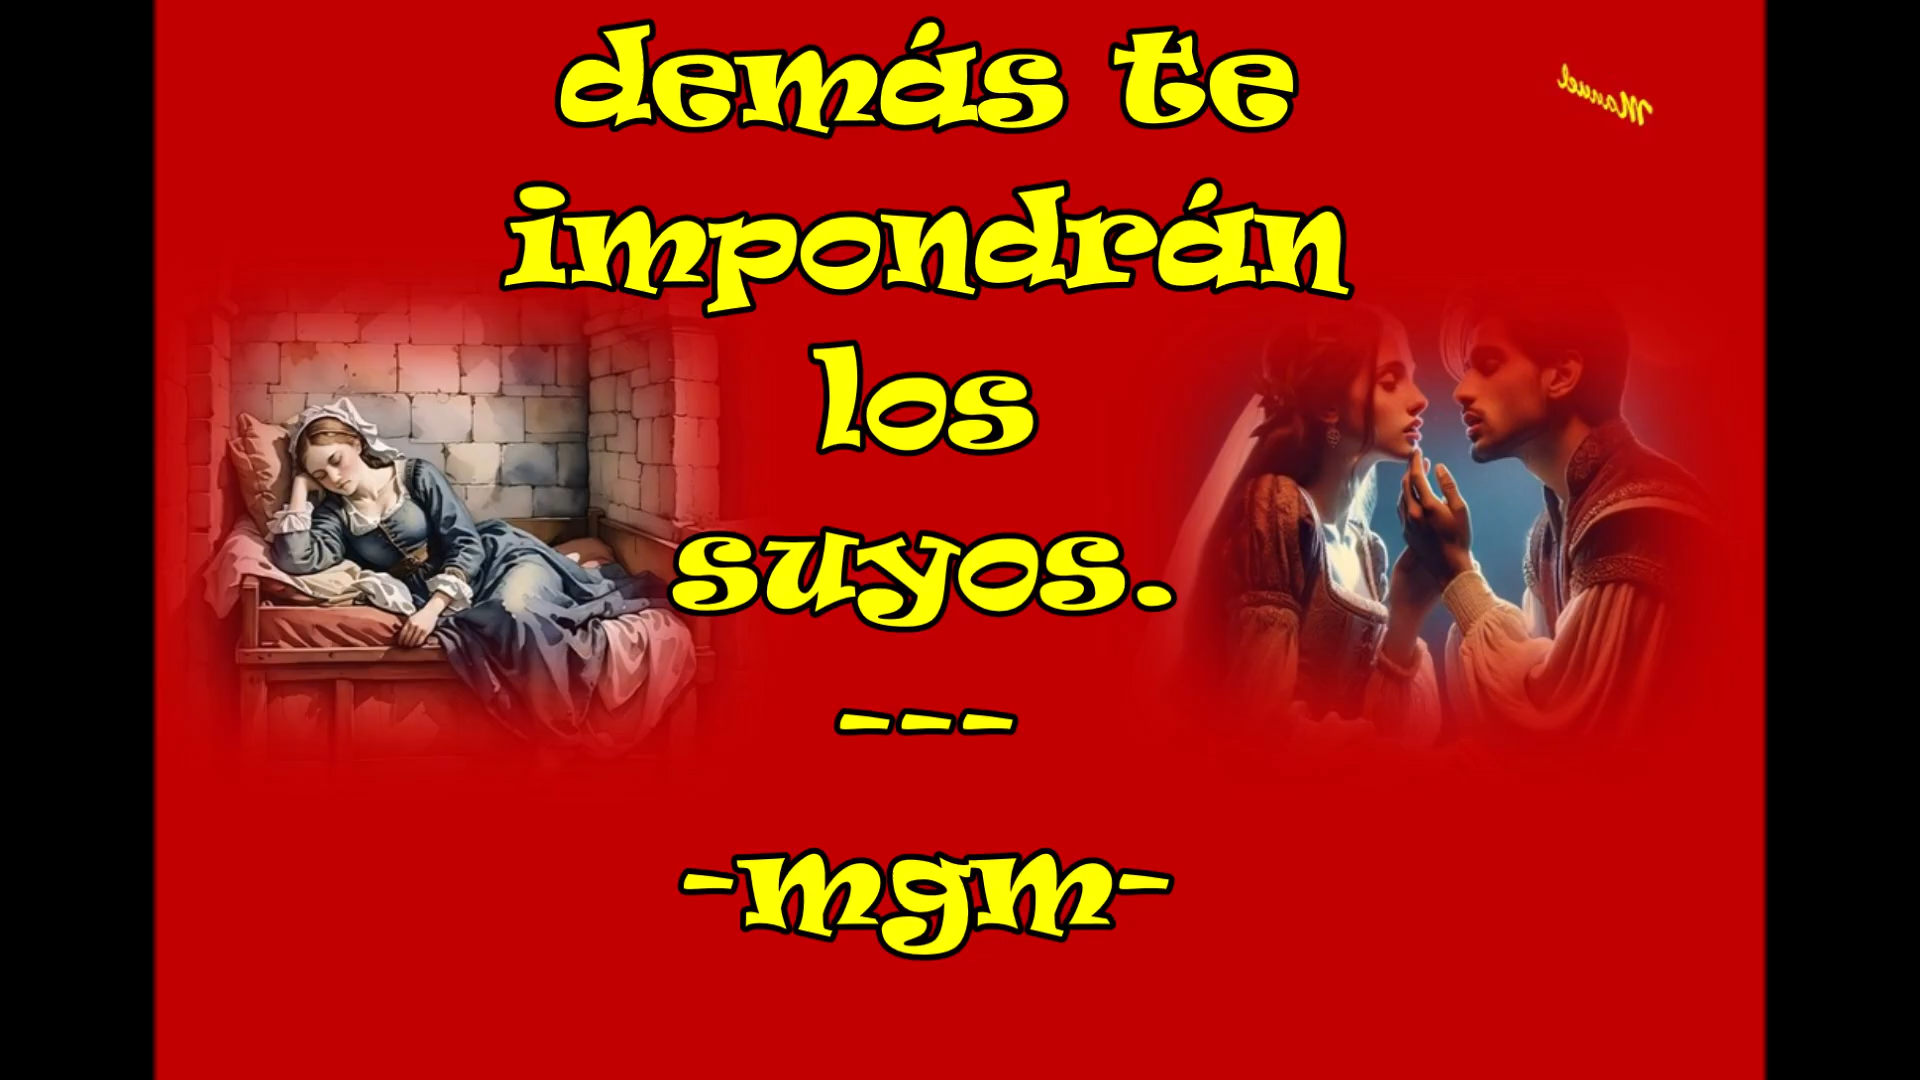 demás te
Manuel
impondrán
los
suyos.
---
-mgm-